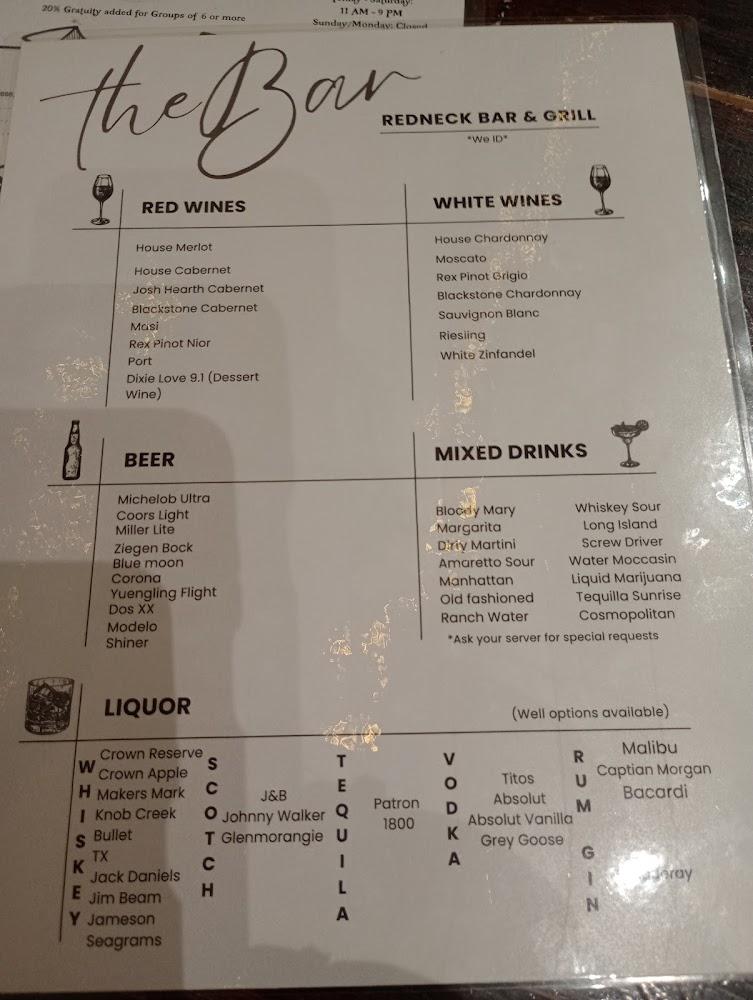 20% Gratuity added for Groups of 6 or more
11 AM - 9 PM
Sunday/Monday: Closed
the Bar
REDNECK BAR & GRILL
*We ID*
RED WINES
House Merlot
House Cabernet
Josh Hearth Cabernet
Blackstone Cabernet
Masi
Rex Pinot Nior
Port
Dixie Love 9.1 (Dessert
Wine)
WHITE WINES
House Chardonnay
Moscato
Rex Pinot Grigio
Blackstone Chardonnay
Sauvignon Blanc
Riesiing
White Zinfandel
BEER
Michelob Ultra
Coors Light
Miller Lite
Ziegen Bock
Blue moon
Corona
Yuengling Flight
Dos XX
Modelo
Shiner
MIXED DRINKS
Bloody Mary
Margarita
Dirty Martini
Amaretto Sour
Manhattan
Old fashioned
Ranch Water
Whiskey Sour
Long Island
Screw Driver
Water Moccasin
Liquid Marijuana
Tequilla Sunrise
Cosmopolitan
*Ask your server for special requests
LIQUOR
(Well options available)
WHISKEY
Crown Reserve
Crown Apple
Makers Mark
Knob Creek
Bullet
TX
Jack Daniels
Jim Beam
Jameson
Seagrams
SCOTCH
J&B
Johnny Walker
Glenmorangie
TEQUILA
Patron
1800
VODKA
Titos
Absolut
Absolut Vanilla
Grey Goose
RUM
Malibu
Captian Morgan
Bacardi
GIN